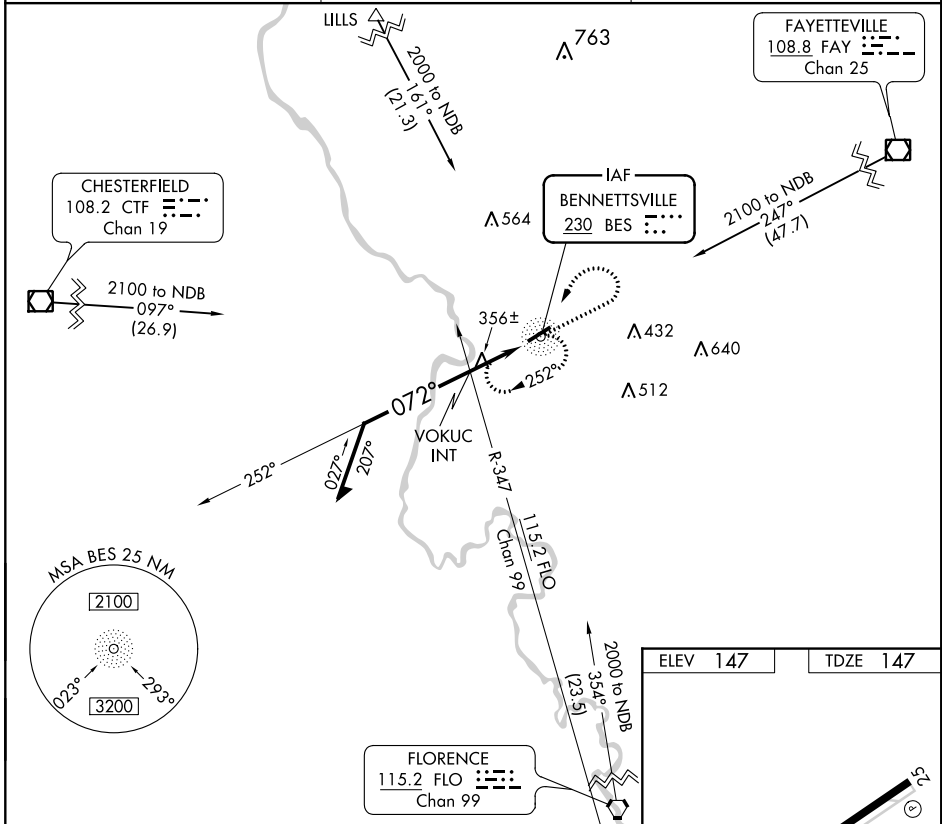 LILLS
2000 to NDB
161°
(21.3)
763
FAYETTEVILLE
108.8 FAY
Chan 25
2100 to NDB
247°
(47.7)
CHESTERFIELD
108.2 CTF
Chan 19
2100 to NDB
097°
(26.9)
IAF
BENNETTSVILLE
230 BES
564
356±
432
640
512
252°
072°
VOKUC
INT
252°
027°
207°
R-347
115.2 FLO
Chan 99
MSA BES 25 NM
2100
023°
293°
3200
2000 to NDB
354°
(23.5)
FLORENCE
115.2 FLO
Chan 99
ELEV 147
TDZE 147
25
P